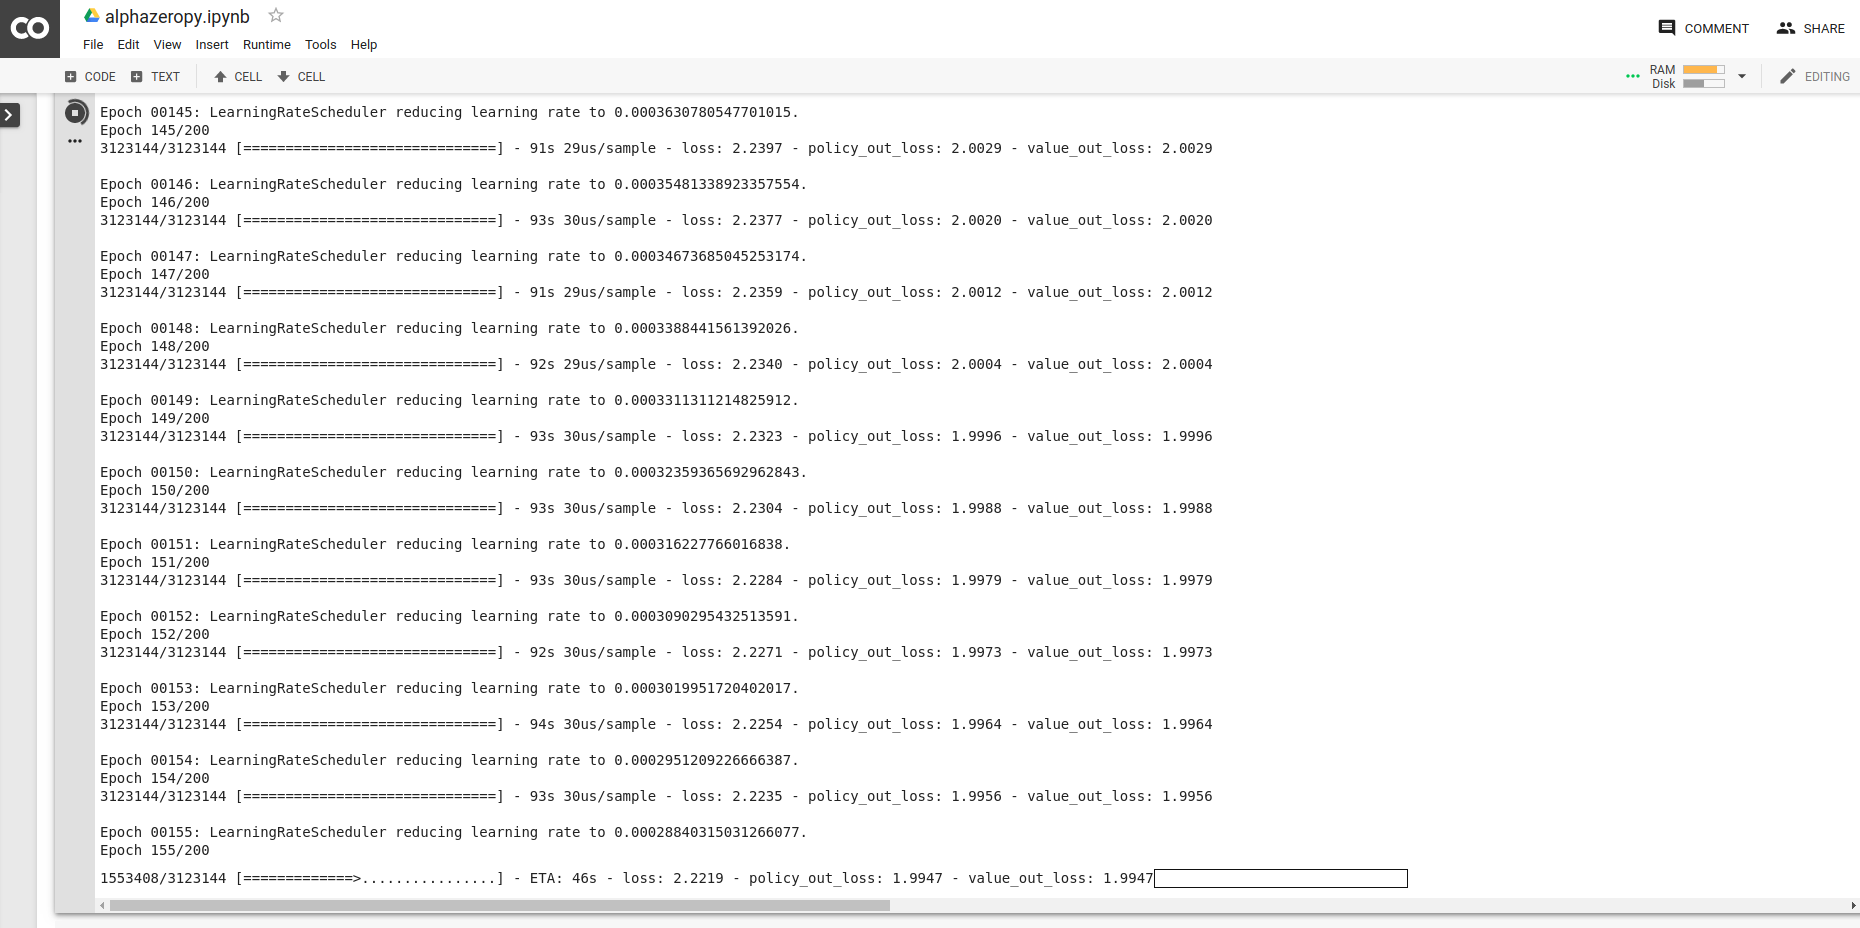 CO
alphazeropy.ipynb
File Edit View Insert Runtime Tools Help
COMMENT
SHARE
CODE TEXT CELL CELL
RAM
Disk
EDITING
Epoch 00145: LearningRateScheduler reducing learning rate to 0.00036307805477010​15.
Epoch 145/200
3123144/3123144 [==============================] - 91s 29us/sample - loss: 2.2397 - policy_out_loss: 2.0029 - value_out_loss: 2.0029
Epoch 00146: LearningRateScheduler reducing learning rate to 0.00035481338923357554.
Epoch 146/200
3123144/3123144 [==============================] - 93s 30us/sample - loss: 2.2377 - policy_out_loss: 2.0020 - value_out_loss: 2.0020
Epoch 00147: LearningRateScheduler reducing learning rate to 0.00034673685045253174.
Epoch 147/200
3123144/3123144 [==============================] - 91s 29us/sample - loss: 2.2359 - policy_out_loss: 2.0012 - value_out_loss: 2.0012
Epoch 00148: LearningRateScheduler reducing learning rate to 0.0003388441561392026.
Epoch 148/200
3123144/3123144 [==============================] - 92s 29us/sample - loss: 2.2340 - policy_out_loss: 2.0004 - value_out_loss: 2.0004
Epoch 00149: LearningRateScheduler reducing learning rate to 0.0003311311214825912.
Epoch 149/200
3123144/3123144 [==============================] - 93s 30us/sample - loss: 2.2323 - policy_out_loss: 1.9996 - value_out_loss: 1.9996
Epoch 00150: LearningRateScheduler reducing learning rate to 0.00032359365692962843.
Epoch 150/200
3123144/3123144 [==============================] - 93s 30us/sample - loss: 2.2304 - policy_out_loss: 1.9988 - value_out_loss: 1.9988
Epoch 00151: LearningRateScheduler reducing learning rate to 0.000316227766016838.
Epoch 151/200
3123144/3123144 [==============================] - 93s 30us/sample - loss: 2.2284 - policy_out_loss: 1.9979 - value_out_loss: 1.9979
Epoch 00152: LearningRateScheduler reducing learning rate to 0.0003090295432513591.
Epoch 152/200
3123144/3123144 [==============================] - 92s 30us/sample - loss: 2.2271 - policy_out_loss: 1.9973 - value_out_loss: 1.9973
Epoch 00153: LearningRateScheduler reducing learning rate to 0.0003019951720402017.
Epoch 153/200
3123144/3123144 [==============================] - 94s 30us/sample - loss: 2.2254 - policy_out_loss: 1.9964 - value_out_loss: 1.9964
Epoch 00154: LearningRateScheduler reducing learning rate to 0.0002951209226666387.
Epoch 154/200
3123144/3123144 [==============================] - 93s 30us/sample - loss: 2.2235 - policy_out_loss: 1.9956 - value_out_loss: 1.9956
Epoch 00155: LearningRateScheduler reducing learning rate to 0.00028840315031266077.
Epoch 155/200
1553408/3123144 [=============>................] - ETA: 46s - loss: 2.2219 - policy_out_loss: 1.9947 - value_out_loss: 1.9947